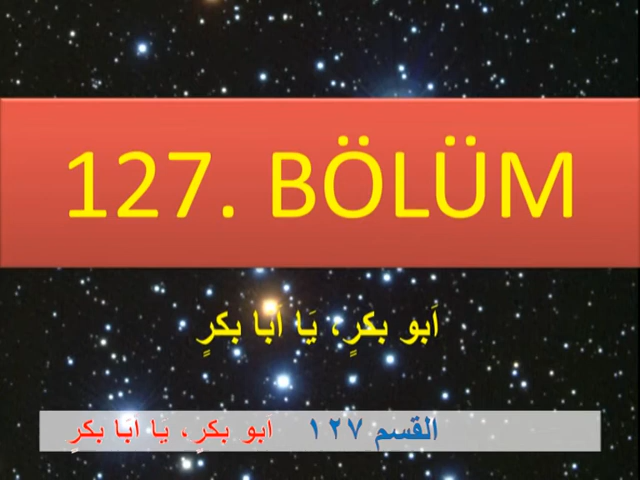 127. BÖLÜM
اَبو بكرٍ، يَا اَبا بكرٍ
القسم ١٢٧ اَبو بكرٍ، يا اَبَا بكرٍ